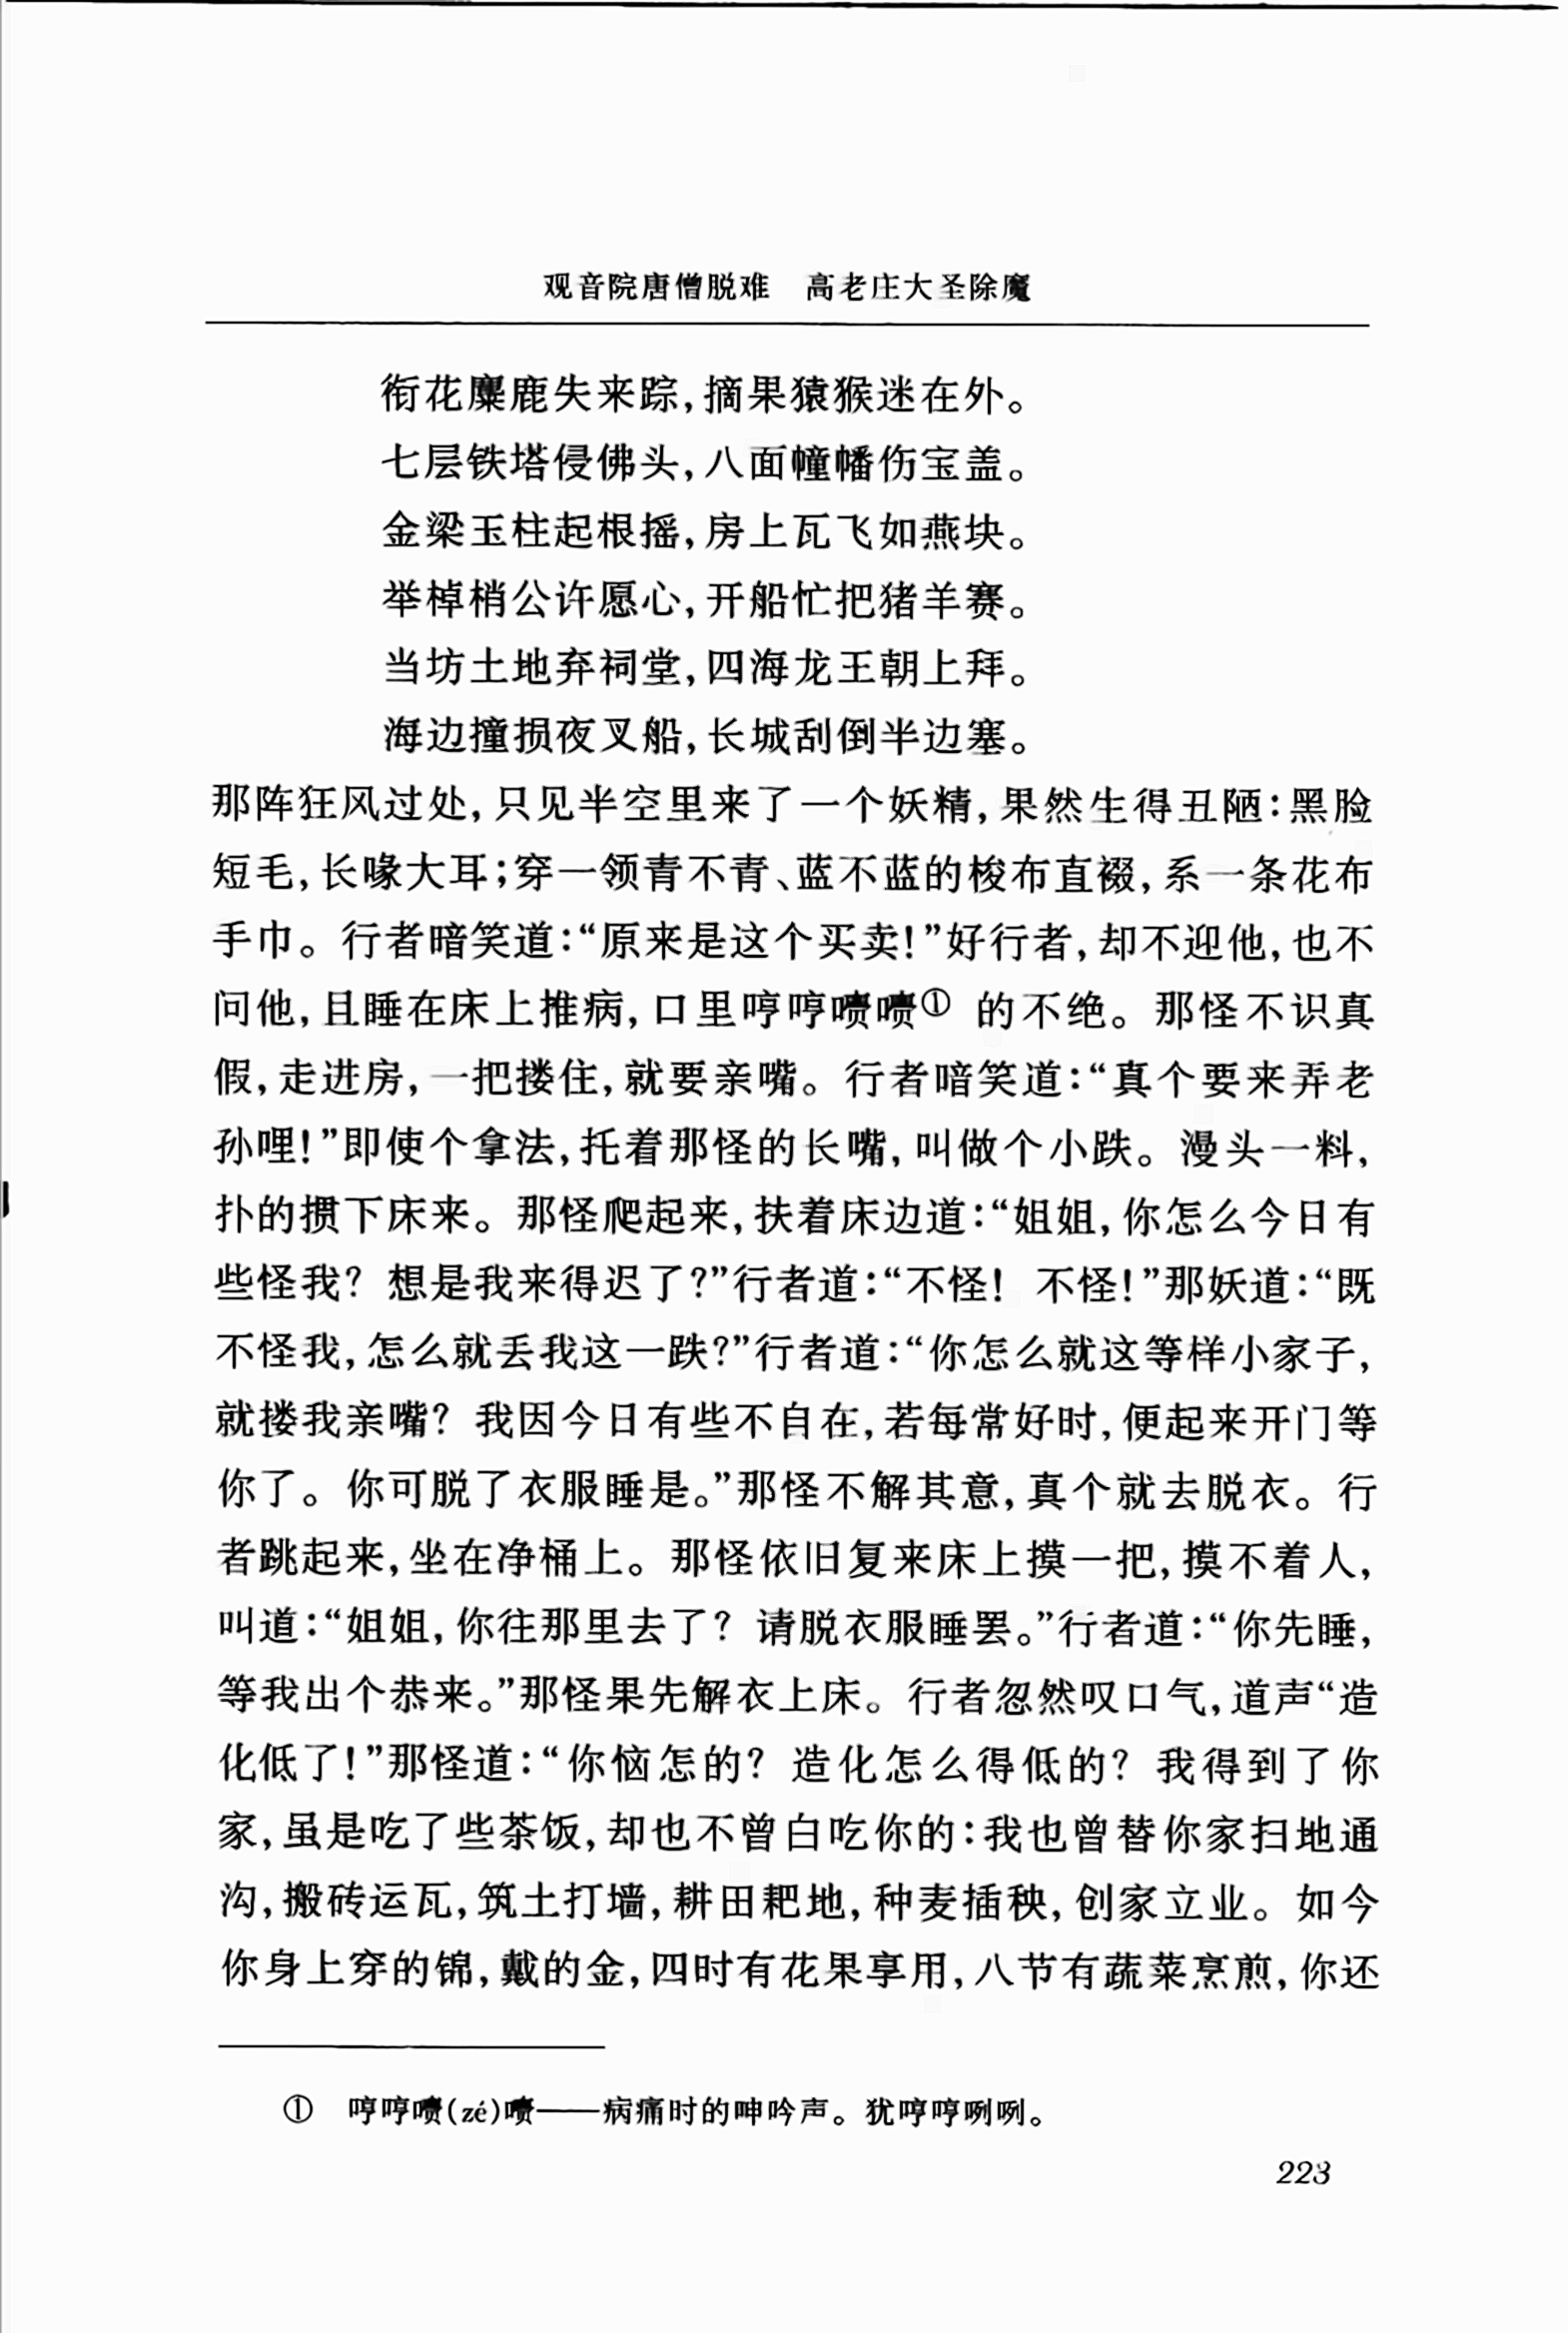 观音院唐僧脱难　高老庄大圣除魔
衔花麋鹿失来踪,摘果猿猴迷在外。
七层铁塔侵佛头,八面幢幡伤宝盖。
金梁玉柱起根摇,房上瓦飞如燕块。
举棹梢公许愿心,开船忙把猪羊赛。
当坊土地弃祠堂,四海龙王朝上拜。
海边撞损夜叉船,长城刮倒半边塞。
那阵狂风过处,只见半空里来了一个妖精,果然生得丑陋:黑脸
短毛,长喙大耳;穿一领青不青、蓝不蓝的梭布直裰,系一条花布
手巾。行者暗笑道:“原来是这个买卖!”好行者,却不迎他,也不
问他,且睡在床上推病,口里哼哼啧啧① 的不绝。那怪不识真
假,走进房,一把搂住,就要亲嘴。行者暗笑道:“真个要来弄老
孙哩!”即使个拿法,托着那怪的长嘴,叫做个小跌。漫头一料,
扑的掼下床来。那怪爬起来,扶着床边道:“姐姐,你怎么今日有
些怪我? 想是我来得迟了?”行者道:“不怪! 不怪!”那妖道:“既
不怪我,怎么就丢我这一跌?”行者道:“你怎么就这等样小家子,
就搂我亲嘴? 我因今日有些不自在,若每常好时,便起来开门等
你了。你可脱了衣服睡是。”那怪不解其意,真个就去脱衣。行
者跳起来,坐在净桶上。那怪依旧复来床上摸一把,摸不着人,
叫道:“姐姐,你往那里去了? 请脱衣服睡罢。”行者道:“你先睡,
等我出个恭来。”那怪果先解衣上床。行者忽然叹口气,道声“造
化低了!”那怪道:“你恼怎的? 造化怎么得低的? 我得到了你
家,虽是吃了些茶饭,却也不曾白吃你的:我也曾替你家扫地通
沟,搬砖运瓦,筑土打墙,耕田耙地,种麦插秧,创家立业。如今
你身上穿的锦,戴的金,四时有花果享用,八节有蔬菜烹煎,你还
① 哼哼啧(zé)啧——病痛时的呻吟声。犹哼哼咧咧。
223